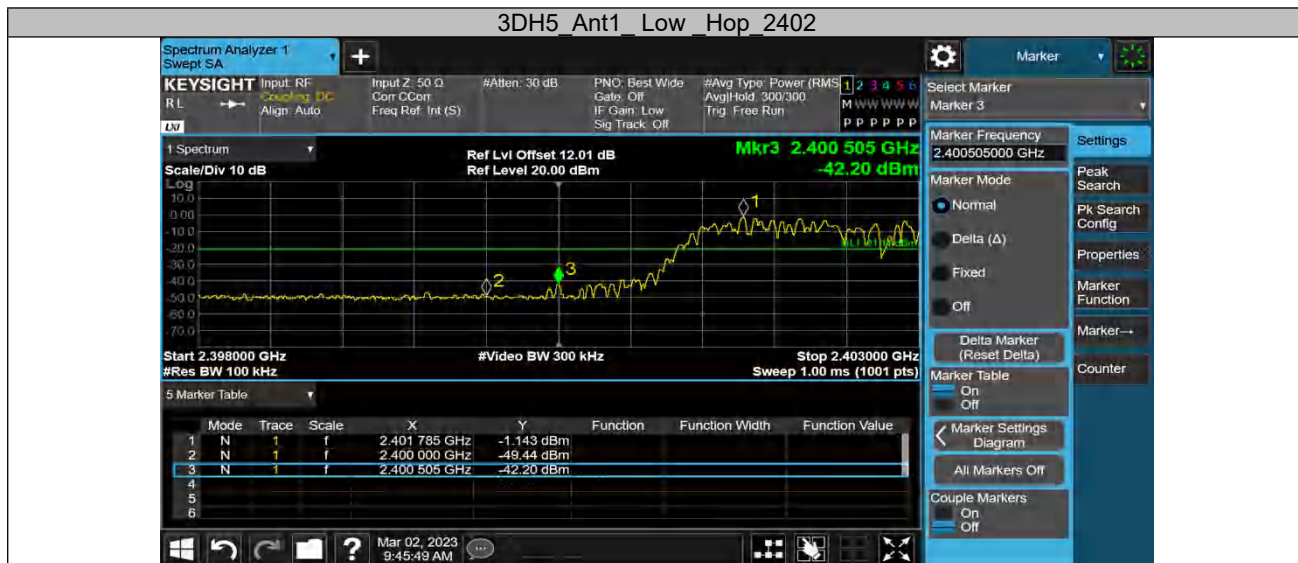 3DH5_Ant1_ Low _Hop_2402
Spectrum Analyzer 1
Swept SA
+
Marker
KEYSIGHT
RL
LXI
Input: RF
Coupling: DC
Align: Auto
Input Z: 50 Ω
Corr CCorr
Freq Ref: Int (S)
#Atten: 30 dB
PNO: Best Wide
Gate: Off
IF Gain: Low
Sig Track: Off
#Avg Type: Power (RMS
Avg|Hold: 300/300
Trig: Free Run
1 2 3 4 5 6
M W W W W W
P P P P P P
Select Marker
Marker 3
1 Spectrum
Scale/Div 10 dB
Ref Lvl Offset 12.01 dB
Ref Level 20.00 dBm
Mkr3 2.400 505 GHz
-42.20 dBm
Log
10.0
0.00
-10.0
-20.0
-30.0
-40.0
-50.0
-60.0
-70.0
1
2
3
Start 2.398000 GHz
#Res BW 100 kHz
#Video BW 300 kHz
Stop 2.403000 GHz
Sweep 1.00 ms (1001 pts)
5 Marker Table
Mode Trace Scale X Y Function Function Width Function Value
1 N 1 f 2.401 785 GHz -1.143 dBm
2 N 1 f 2.400 000 GHz -49.44 dBm
3 N 1 f 2.400 505 GHz -42.20 dBm
4
5
6
Marker Frequency
2.400505000 GHz
Marker Mode
Normal
Delta (Δ)
Fixed
Off
Delta Marker
(Reset Delta)
Marker Table
On
Off
Marker Settings
Diagram
All Markers Off
Couple Markers
On
Off
Settings
Peak
Search
Pk Search
Config
Properties
Marker
Function
Marker→
Counter
?
Mar 02, 2023
9:45:49 AM